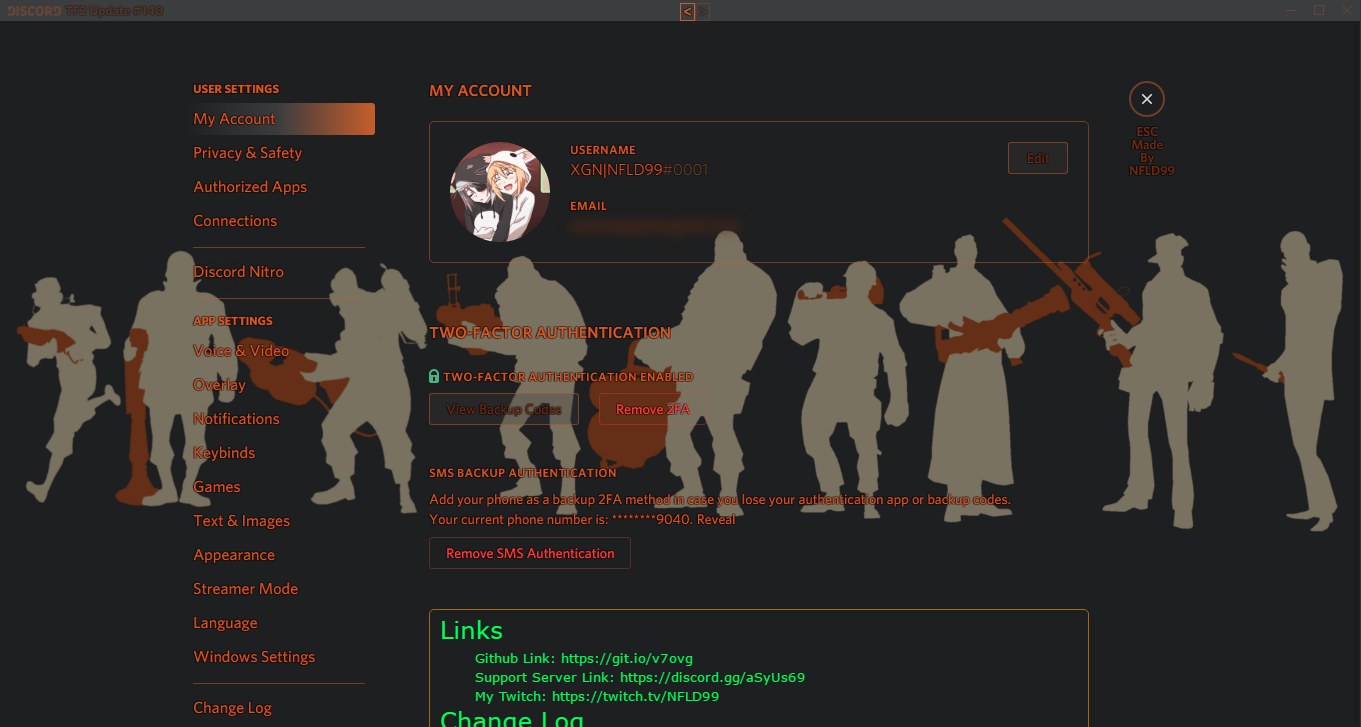 DISCORD TF2 Update #140
< >
USER SETTINGS
My Account
Privacy & Safety
Authorized Apps
Connections
Discord Nitro
APP SETTINGS
Voice & Video
Overlay
Notifications
Keybinds
Games
Text & Images
Appearance
Streamer Mode
Language
Windows Settings
Change Log
MY ACCOUNT
USERNAME
XGN|NFLD99#0001
EMAIL
Edit
TWO-FACTOR AUTHENTICATION
TWO-FACTOR AUTHENTICATION ENABLED
View Backup Codes
Remove 2FA
SMS BACKUP AUTHENTICATION
Add your phone as a backup 2FA method in case you lose your authentication app or backup codes.
Your current phone number is: ********9040. Reveal
Remove SMS Authentication
Links
Github Link: https://git.io/v7ovg
Support Server Link: https://discord.gg/aSyUs69
My Twitch: https://twitch.tv/NFLD99
Change Log
ESC
Made
By
NFLD99